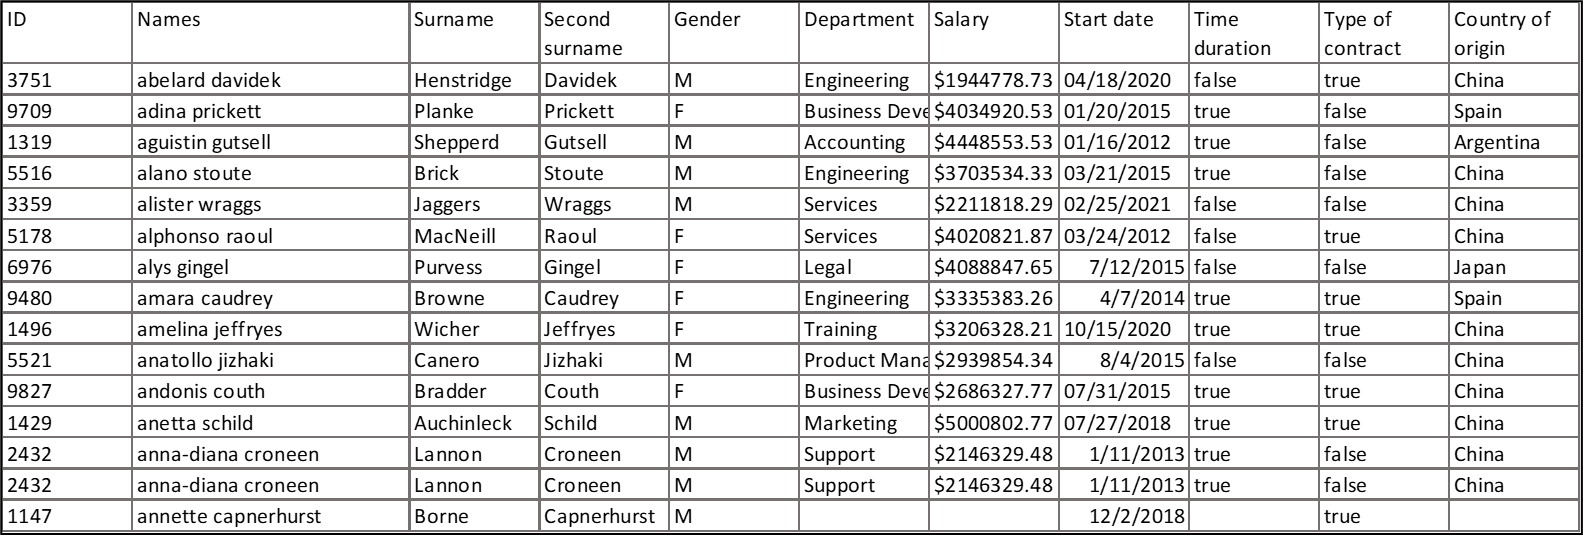 ID Names Surname Second surname Gender Department Salary Start date Time duration Type of contract Country of origin
3751 abelard davidek Henstridge Davidek M Engineering $1944778.73 04/18/2020 false true China
9709 adina prickett Planke Prickett F Business Deve $4034920.53 01/20/2015 true false Spain
1319 aguistin gutsell Shepperd Gutsell M Accounting $4448553.53 01/16/2012 true false Argentina
5516 alano stoute Brick Stoute M Engineering $3703534.33 03/21/2015 true false China
3359 alister wraggs Jaggers Wraggs M Services $2211818.29 02/25/2021 false false China
5178 alphonso raoul MacNeill Raoul F Services $4020821.87 03/24/2012 false true China
6976 alys gingel Purvess Gingel F Legal $4088847.65 7/12/2015 false false Japan
9480 amara caudrey Browne Caudrey F Engineering $3335383.26 4/7/2014 true true Spain
1496 amelina jeffryes Wicher Jeffryes F Training $3206328.21 10/15/2020 true true China
5521 anatollo jizhaki Canero Jizhaki M Product Mana $2939854.34 8/4/2015 false false China
9827 andonis couth Bradder Couth F Business Deve $2686327.77 07/31/2015 true true China
1429 anetta schild Auchinleck Schild M Marketing $5000802.77 07/27/2018 true true China
2432 anna-diana croneen Lannon Croneen M Support $2146329.48 1/11/2013 true false China
2432 anna-diana croneen Lannon Croneen M Support $2146329.48 1/11/2013 true false China
1147 annette capnerhurst Borne Capnerhurst M 12/2/2018 true